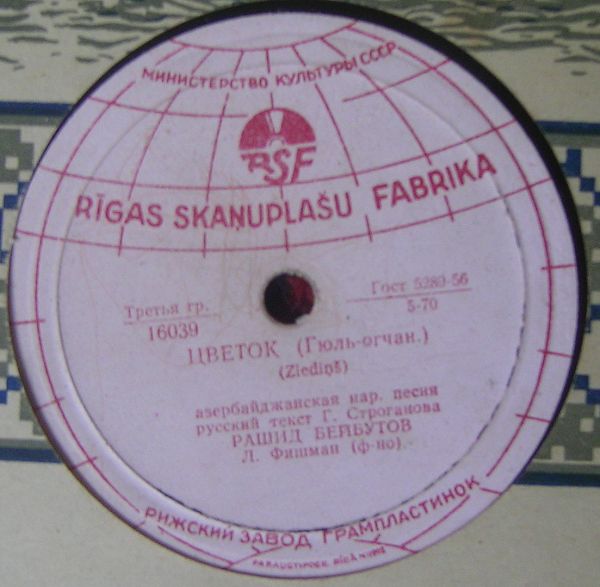 МИНИСТЕРСТВО КУЛЬТУРЫ СССР
RSF
RĪGAS SKAŅUPLAŠU FABRIKA
Третья гр.
16039
Гост 5289-56
5-70
ЦВЕТОК (Гюль-огчан.)
(Ziediņš)
азербайджанская нар. песня
русский текст Г. Строганова
РАШИД БЕЙБУТОВ
Л. Фишман (ф-но).
РИЖСКИЙ ЗАВОД ГРАМПЛАСТИНОК